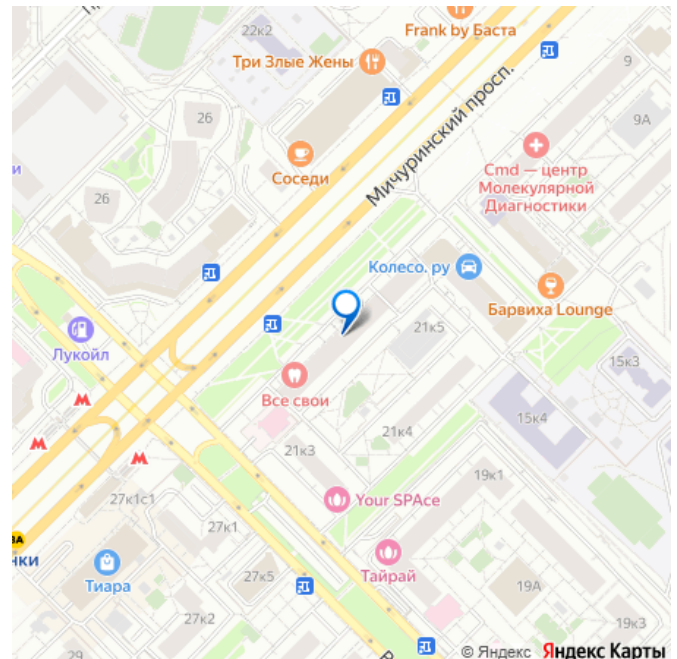 22к2
Frank by Баста
Три Злые Жены
9
9А
26
Мичуринский просп.
Соседи
Cmd — центр
Молекулярной
Диагностики
и
26
Колесо.ру
Барвиха Lounge
21к5
Лукойл
15к3
Все свои
15к4
21к4
21к3
19к1
27к1с1
Your SPAce
27к1
ЗА
нки
Тиара
27к5
Тайрай
19А
27к2
19к3
29
© Яндекс Яндекс Карты